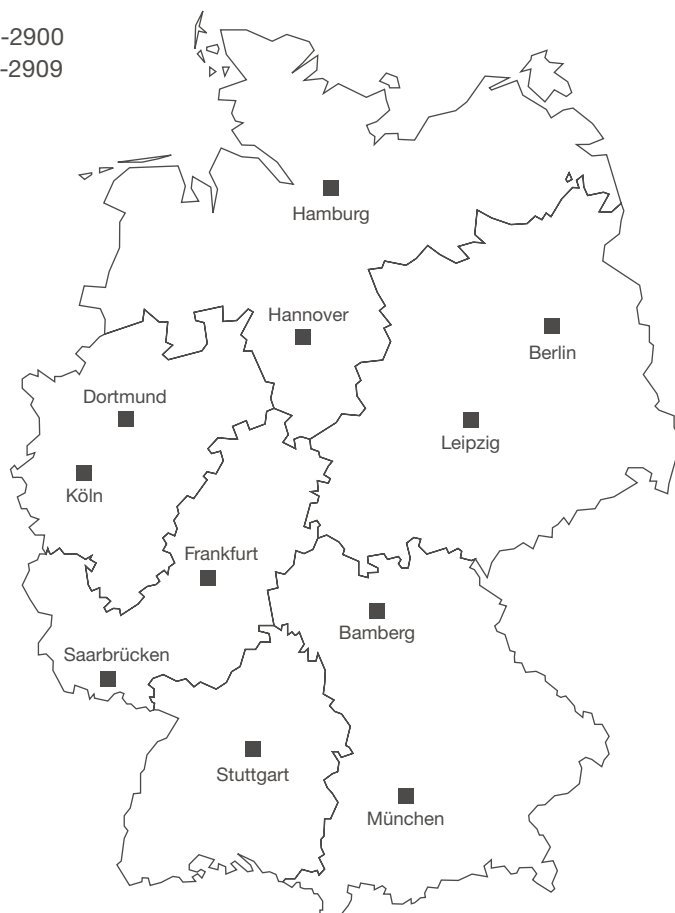 -2900
-2909
Hamburg
Hannover
Berlin
Dortmund
Leipzig
Köln
Frankfurt
Bamberg
Saarbrücken
Stuttgart
München